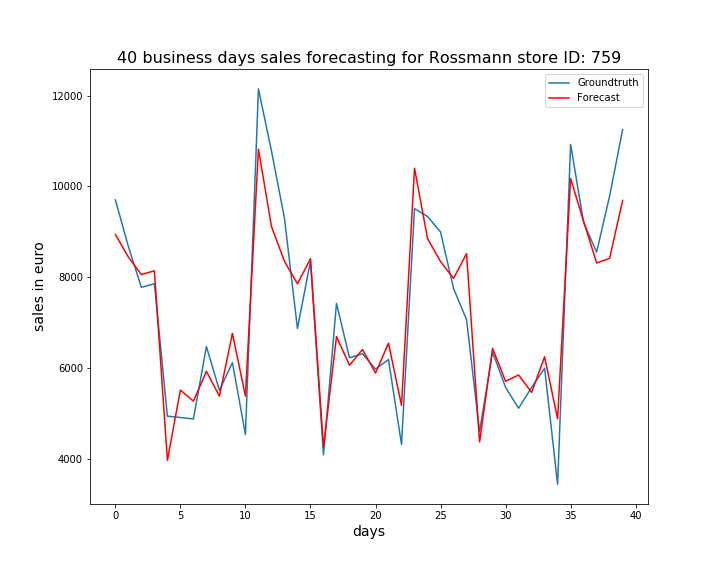 40 business days sales forecasting for Rossmann store ID: 759
Groundtruth
Forecast
12000
10000
8000
6000
4000
sales in euro
0 5 10 15 20 25 30 35 40
days